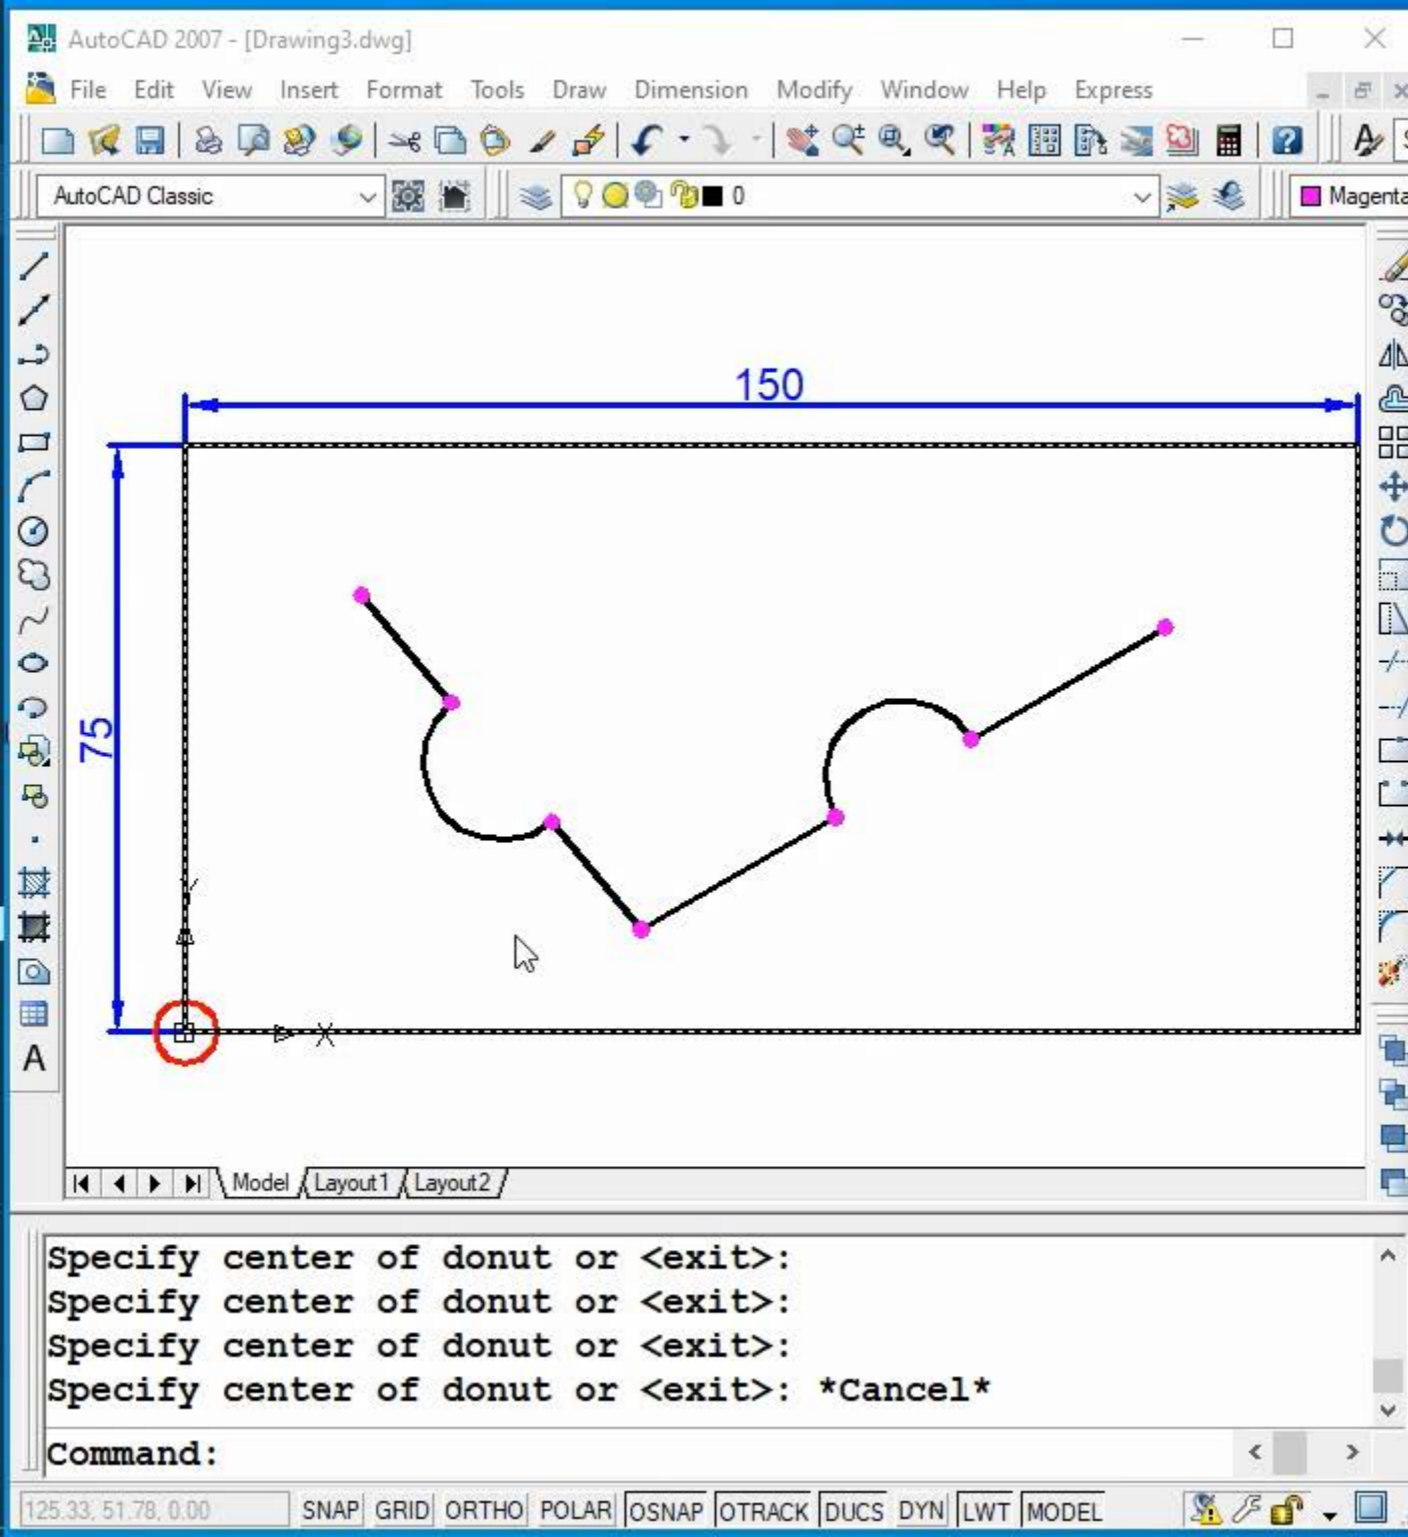 AutoCAD 2007 - [Drawing3.dwg]
File Edit View Insert Format Tools Draw Dimension Modify Window Help Express
AutoCAD Classic 0 Magenta
150
75
Y
X
A
Model Layout1 Layout2
Specify center of donut or <exit>:
Specify center of donut or <exit>:
Specify center of donut or <exit>:
Specify center of donut or <exit>: *Cancel*
Command:
125.33, 51.78, 0.00 SNAP GRID ORTHO POLAR OSNAP OTRACK DUCS DYN LWT MODEL